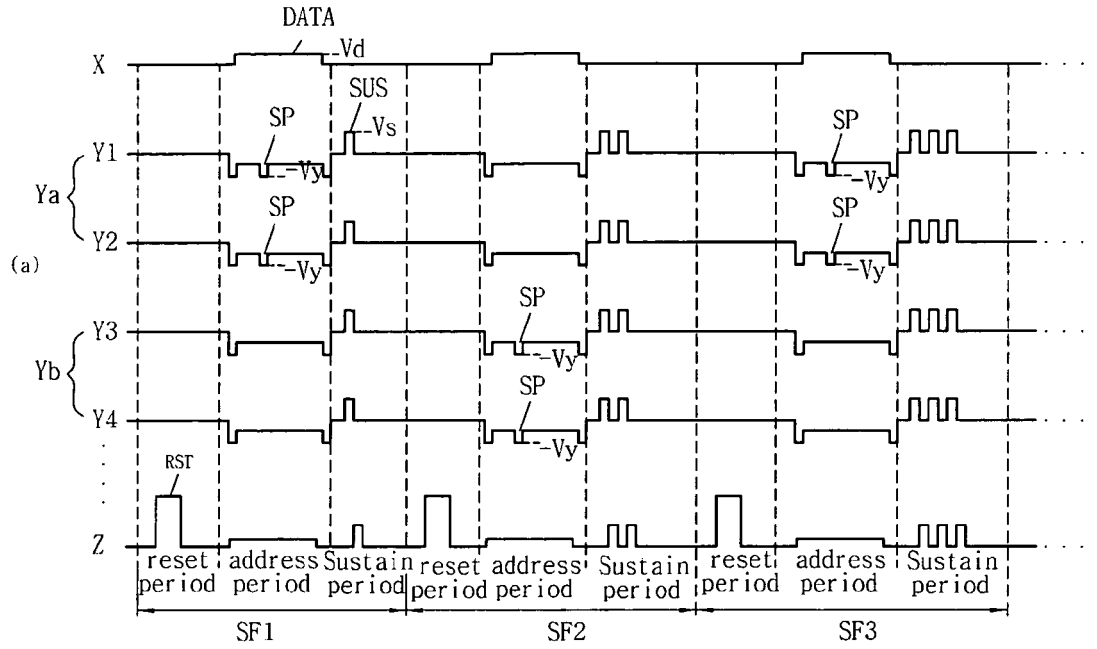 DATA
X
Vd
SUS
SP
Vs
SP
Y1
-Vy
-Vy
Ya
SP
SP
Y2
(a)
-Vy
-Vy
SP
Y3
-Vy
Yb
SP
Y4
-Vy
RST
Z
reset period
address period
Sustain period
reset period
address period
Sustain period
reset period
address period
Sustain period
SF1
SF2
SF3